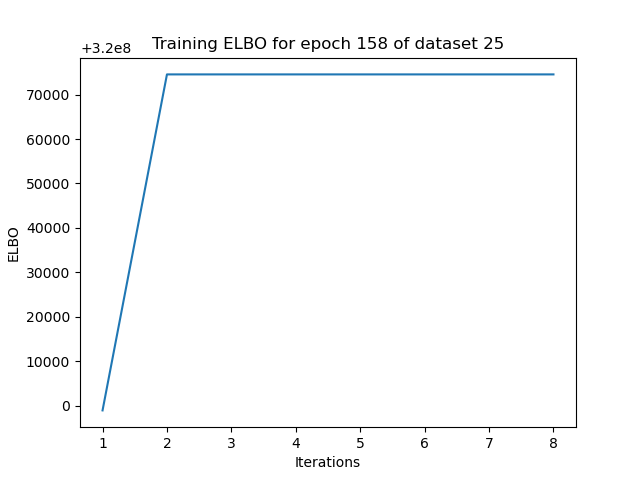 Training ELBO for epoch 158 of dataset 25
+3.2e8
70000
60000
50000
40000
30000
20000
10000
0
ELBO
1 2 3 4 5 6 7 8
Iterations